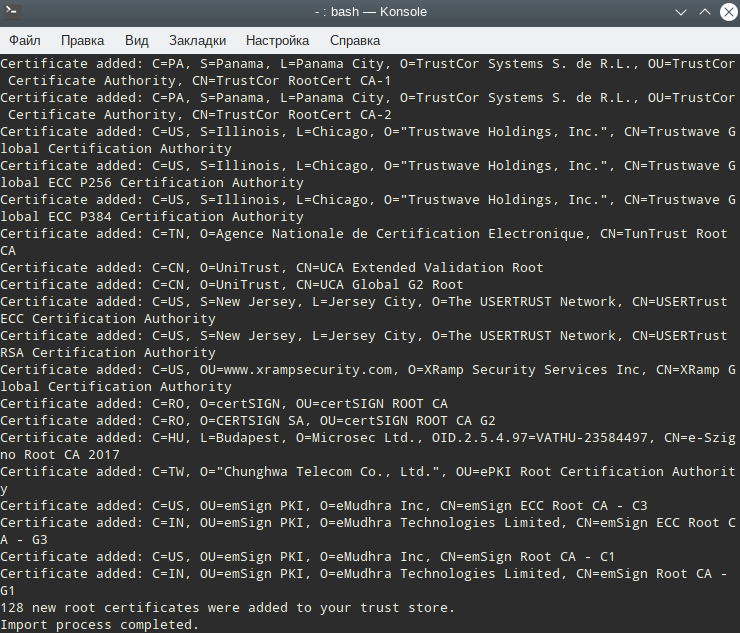 - : bash — Konsole
Файл Правка Вид Закладки Настройка Справка
Certificate added: C=PA, S=Panama, L=Panama City, O=TrustCor Systems S. de R.L., OU=TrustCor
 Certificate Authority, CN=TrustCor RootCert CA-1
Certificate added: C=PA, S=Panama, L=Panama City, O=TrustCor Systems S. de R.L., OU=TrustCor
 Certificate Authority, CN=TrustCor RootCert CA-2
Certificate added: C=US, S=Illinois, L=Chicago, O="Trustwave Holdings, Inc.", CN=Trustwave G
lobal Certification Authority
Certificate added: C=US, S=Illinois, L=Chicago, O="Trustwave Holdings, Inc.", CN=Trustwave G
lobal ECC P256 Certification Authority
Certificate added: C=US, S=Illinois, L=Chicago, O="Trustwave Holdings, Inc.", CN=Trustwave G
lobal ECC P384 Certification Authority
Certificate added: C=TN, O=Agence Nationale de Certification Electronique, CN=TunTrust Root
CA
Certificate added: C=CN, O=UniTrust, CN=UCA Extended Validation Root
Certificate added: C=CN, O=UniTrust, CN=UCA Global G2 Root
Certificate added: C=US, S=New Jersey, L=Jersey City, O=The USERTRUST Network, CN=USERTrust
ECC Certification Authority
Certificate added: C=US, S=New Jersey, L=Jersey City, O=The USERTRUST Network, CN=USERTrust
RSA Certification Authority
Certificate added: C=US, OU=www.xrampsecurity.com, O=XRamp Security Services Inc, CN=XRamp G
lobal Certification Authority
Certificate added: C=RO, O=certSIGN, OU=certSIGN ROOT CA
Certificate added: C=RO, O=CERTSIGN SA, OU=certSIGN ROOT CA G2
Certificate added: C=HU, L=Budapest, O=Microsec Ltd., OID.2.5.4.97=VATHU-23584497, CN=e-Szig
no Root CA 2017
Certificate added: C=TW, O="Chunghwa Telecom Co., Ltd.", OU=ePKI Root Certification Authorit
y
Certificate added: C=US, OU=emSign PKI, O=eMudhra Inc, CN=emSign ECC Root CA - C3
Certificate added: C=IN, OU=emSign PKI, O=eMudhra Technologies Limited, CN=emSign ECC Root C
A - G3
Certificate added: C=US, OU=emSign PKI, O=eMudhra Inc, CN=emSign Root CA - C1
Certificate added: C=IN, OU=emSign PKI, O=eMudhra Technologies Limited, CN=emSign Root CA -
G1
128 new root certificates were added to your trust store.
Import process completed.